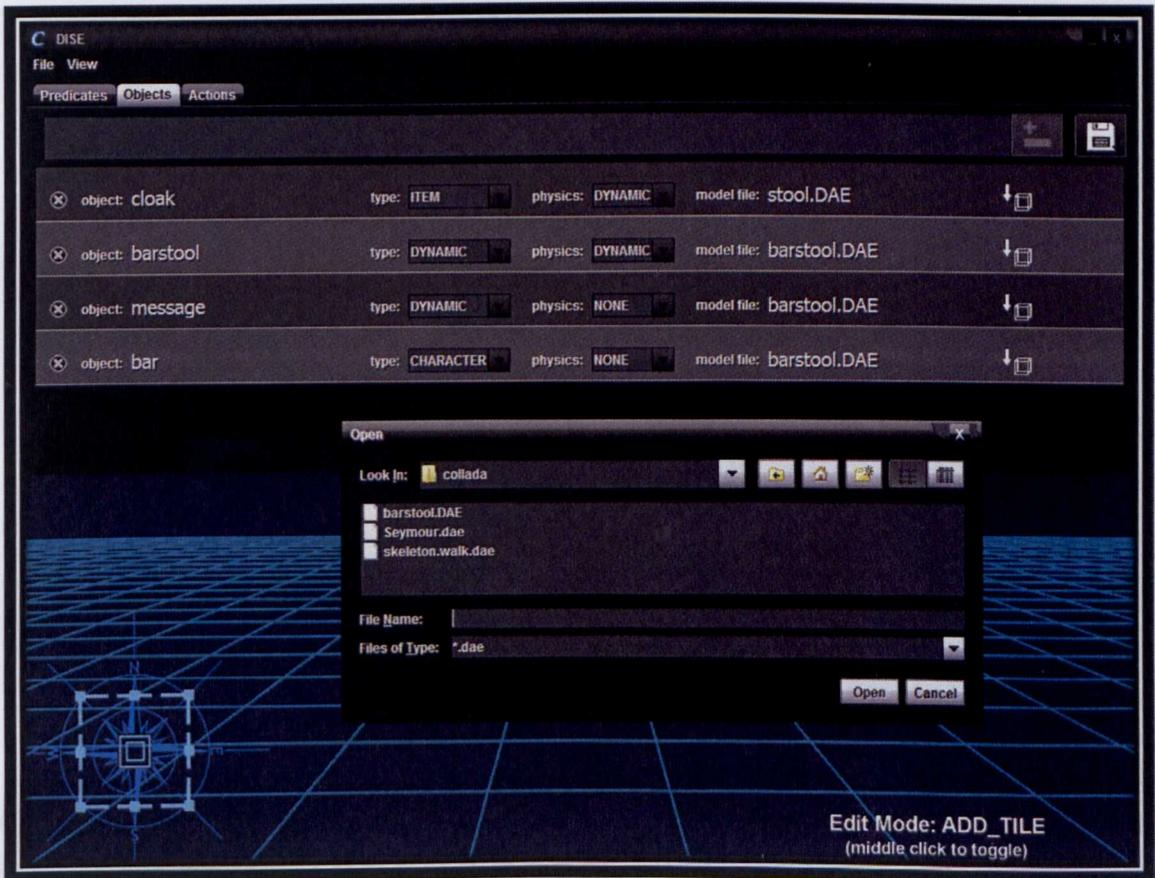 C DISE
File View
Predicates Objects Actions
object: cloak type: ITEM physics: DYNAMIC model file: stool.DAE
object: barstool type: DYNAMIC physics: DYNAMIC model file: barstool.DAE
object: message type: DYNAMIC physics: NONE model file: barstool.DAE
object: bar type: CHARACTER physics: NONE model file: barstool.DAE
Open X
Look In: collada
barstool.DAE
Seymour.dae
skeleton.walk.dae
File Name:
Files of Type: *.dae
Open Cancel
N
W E
S
Edit Mode: ADD_TILE
(middle click to toggle)